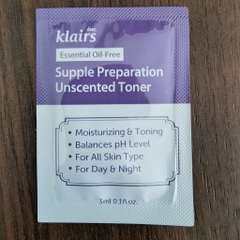 dear,
klairs
Essential Oil-Free
Supple Preparation
Unscented Toner
• Moisturizing & Toning
• Balances pH Level
• For All Skin Type
• For Day & Night
3ml 0.1fl.oz.